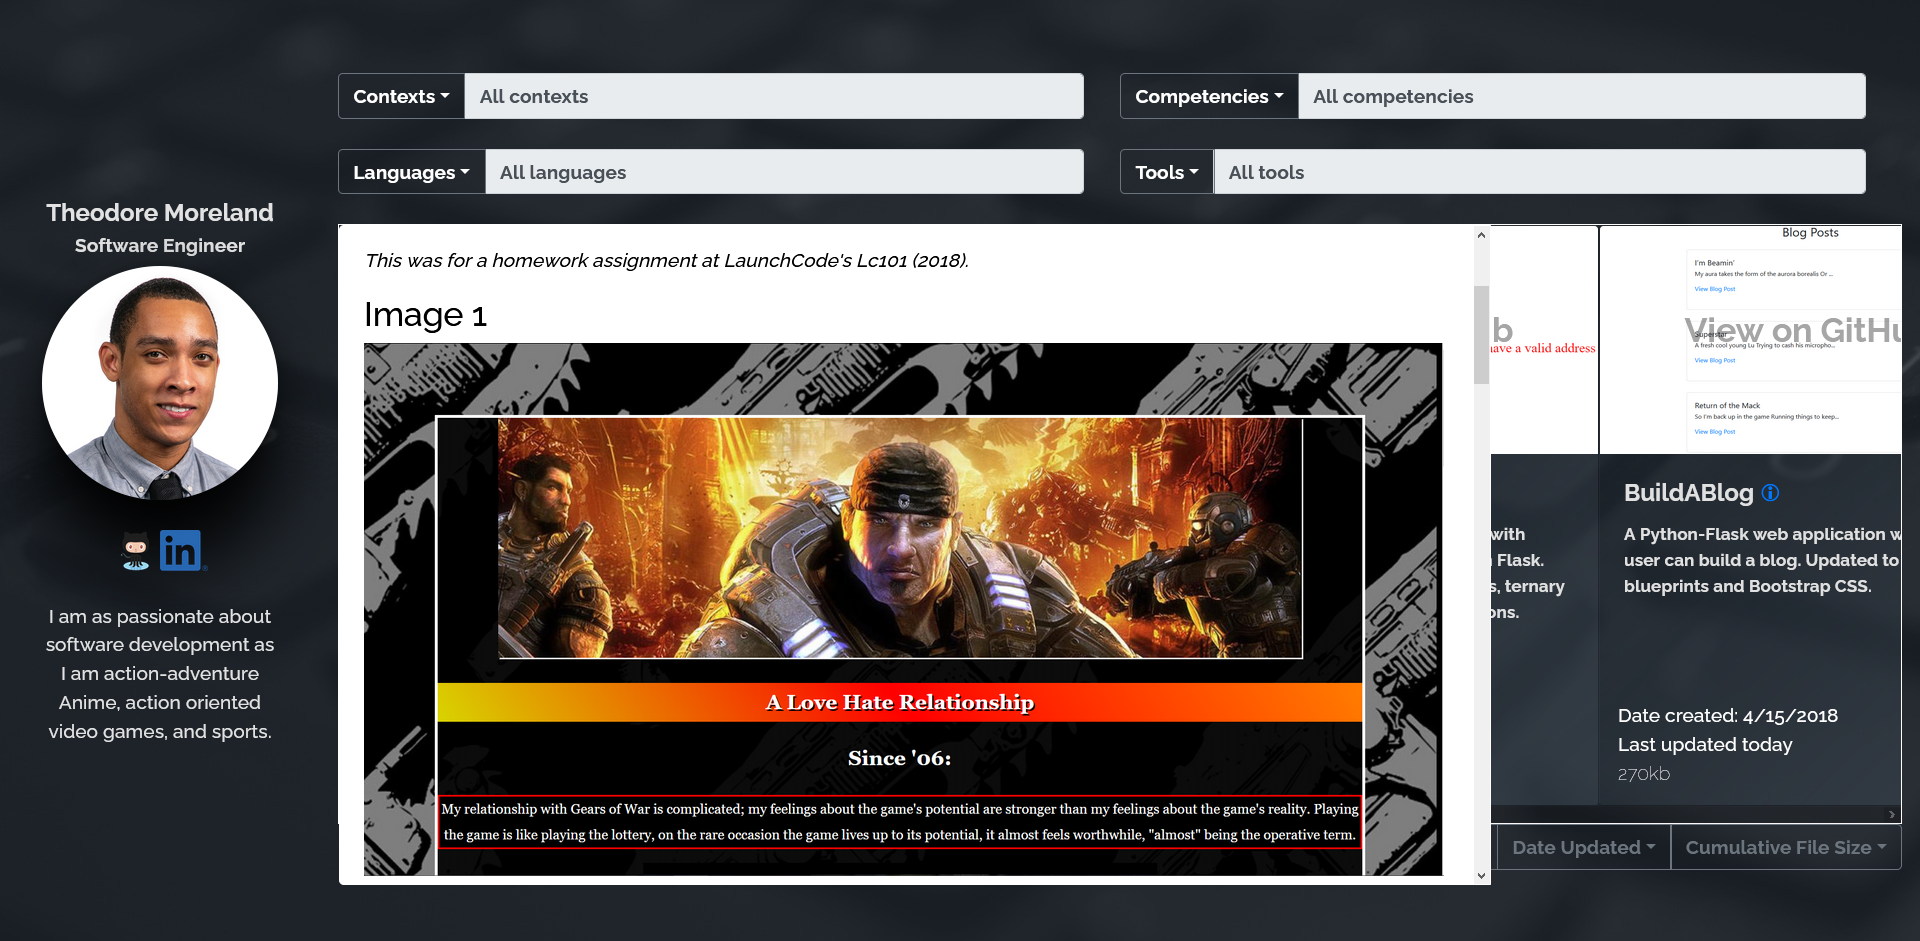 Contexts
All contexts
Competencies
All competencies
Languages
All languages
Tools
All tools
Theodore Moreland
Software Engineer
in
I am as passionate about
software development as
I am action-adventure
Anime, action oriented
video games, and sports.
This was for a homework assignment at LaunchCode's Lc101 (2018).
Image 1
A Love Hate Relationship
Since '06:
My relationship with Gears of War is complicated; my feelings about the game's potential are stronger than my feelings about the game's reality. Playing
the game is like playing the lottery, on the rare occasion the game lives up to its potential, it almost feels worthwhile, "almost" being the operative term.
b
have a valid address
with
Flask.
s, ternary
ons.
Blog Posts
I'm Beamin'
My aura takes the form of the aurora borealis Or ...
View Blog Post
View on GitHu
Superstar
A fresh cool young Lu Trying to cash his micropho...
View Blog Post
Return of the Mack
So I'm back up in the game Running things to keep...
View Blog Post
BuildABlog
A Python-Flask web application w
user can build a blog. Updated to
blueprints and Bootstrap CSS.
Date created: 4/15/2018
Last updated today
270kb
Date Updated
Cumulative File Size